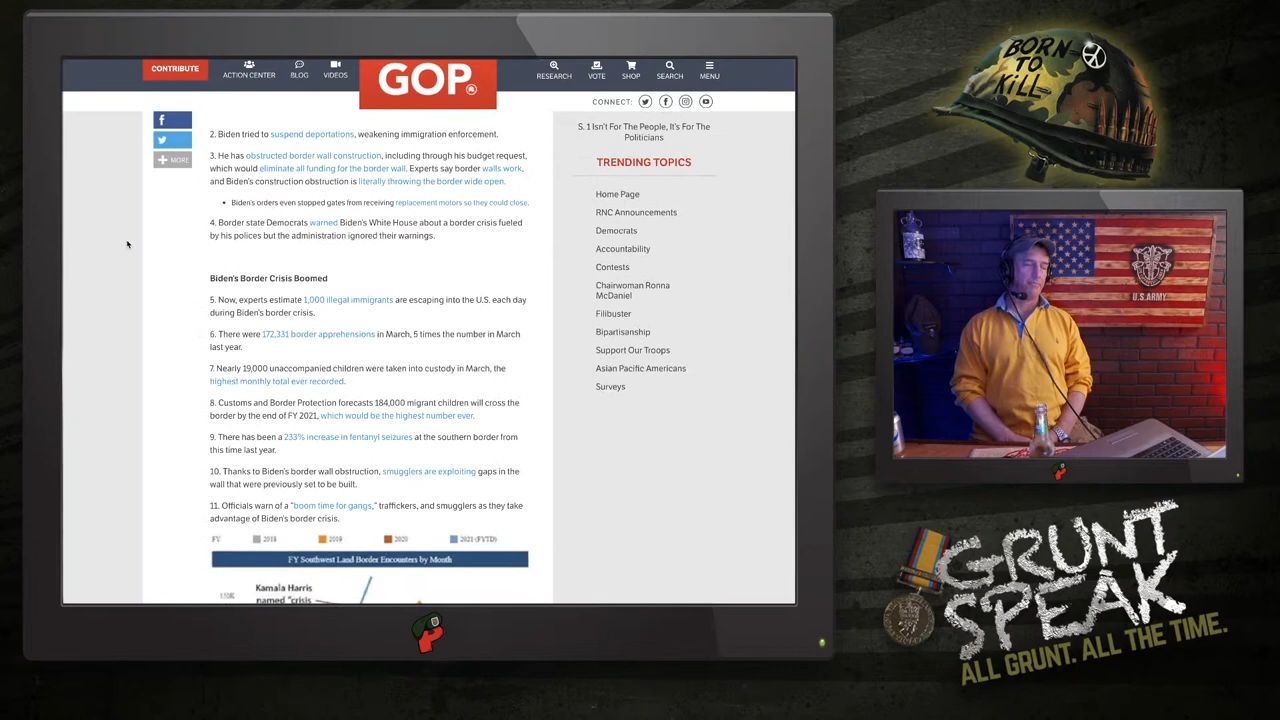 CONTRIBUTE
ACTION CENTER
BLOG
VIDEOS
GOP
RESEARCH
VOTE
SHOP
SEARCH
MENU
CONNECT:
MORE
2. Biden tried to suspend deportations, weakening immigration enforcement.
3. He has obstructed border wall construction, including through his budget request,
which would eliminate all funding for the border wall. Experts say border walls work,
and Biden's construction obstruction is literally throwing the border wide open.
Biden's orders even stopped gates from receiving replacement motors so they could close.
4. Border state Democrats warned Biden's White House about a border crisis fueled
by his polices but the administration ignored their warnings.
Biden's Border Crisis Boomed
5. Now, experts estimate 1,000 illegal immigrants are escaping into the U.S. each day
during Biden's border crisis.
6. There were 172,331 border apprehensions in March, 5 times the number in March
last year.
7. Nearly 19,000 unaccompanied children were taken into custody in March, the
highest monthly total ever recorded.
8. Customs and Border Protection forecasts 184,000 migrant children will cross the
border by the end of FY 2021, which would be the highest number ever.
9. There has been a 233% increase in fentanyl seizures at the southern border from
this time last year.
10. Thanks to Biden's border wall obstruction, smugglers are exploiting gaps in the
wall that were previously set to be built.
11. Officials warn of a "boom time for gangs," traffickers, and smugglers as they take
advantage of Biden's border crisis.
FY 2018 2019 2020 2021 (FYTD)
FY Southwest Land Border Encounters by Month
Kamala Harris
named "crisis
150K
S. 1 Isn't For The People, It's For The
Politicians
TRENDING TOPICS
Home Page
RNC Announcements
Democrats
Accountability
Contests
Chairwoman Ronna
McDaniel
Filibuster
Bipartisanship
Support Our Troops
Asian Pacific Americans
Surveys
BORN
TO
KILL
U.S. ARMY
GRUNT
SPEAK
ALL GRUNT. ALL THE TIME.